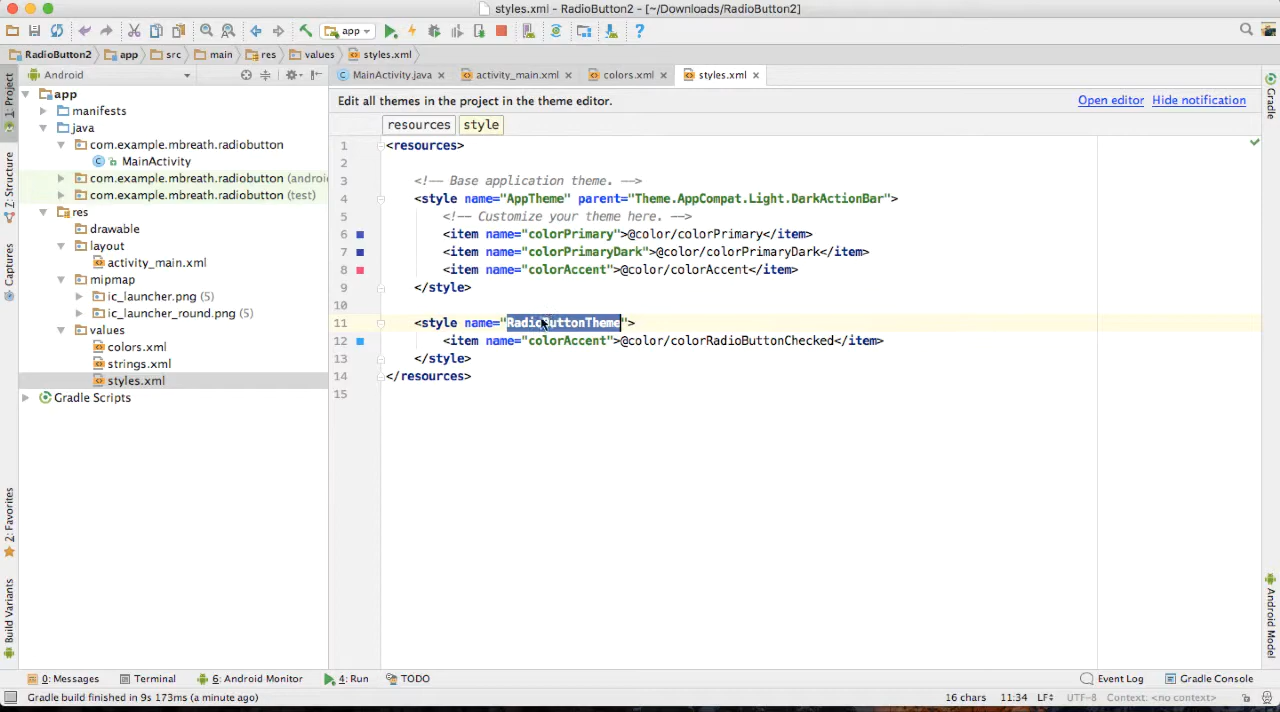 styles.xml - RadioButton2 - [~/Downloads/RadioButton2]
app
RadioButton2 app src main res values styles.xml
Android
MainActivity.java activity_main.xml colors.xml styles.xml
1: Project
Z: Structure
Captures
2: Favorites
Build Variants
app
manifests
java
com.example.mbreath.radiobutton
MainActivity
com.example.mbreath.radiobutton (androi
com.example.mbreath.radiobutton (test)
res
drawable
layout
activity_main.xml
mipmap
ic_launcher.png (5)
ic_launcher_round.png (5)
values
colors.xml
strings.xml
styles.xml
Gradle Scripts
Edit all themes in the project in the theme editor. Open editor Hide notification
resources style
1 <resources>
2
3 <!-- Base application theme. -->
4 <style name="AppTheme" parent="Theme.AppCompat.Light.DarkActionBar">
5 <!-- Customize your theme here. -->
6 <item name="colorPrimary">@color/colorPrimary</item>
7 <item name="colorPrimaryDark">@color/colorPrimaryDark</item>
8 <item name="colorAccent">@color/colorAccent</item>
9 </style>
10
11 <style name="RadioButtonTheme">
12 <item name="colorAccent">@color/colorRadioButtonChecked</item>
13 </style>
14 </resources>
15
Gradle
Android Model
0: Messages Terminal 6: Android Monitor 4: Run TODO Event Log Gradle Console
Gradle build finished in 9s 173ms (a minute ago) 16 chars 11:34 LF UTF-8 Context: <no context>